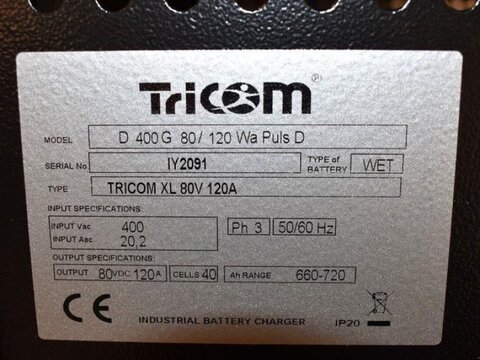 TRICOM ®
MODEL D 400 G 80/ 120 Wa Puls D
SERIAL No IY2091 TYPE of BATTERY WET
TYPE TRICOM XL 80V 120A
INPUT SPECIFICATIONS:
INPUT Vac 400 Ph 3 50/60 Hz
INPUT Aac 20,2
OUTPUT SPECIFICATIONS:
OUTPUT 80VDC 120A CELLS 40 Ah RANGE 660-720
CE INDUSTRIAL BATTERY CHARGER IP20